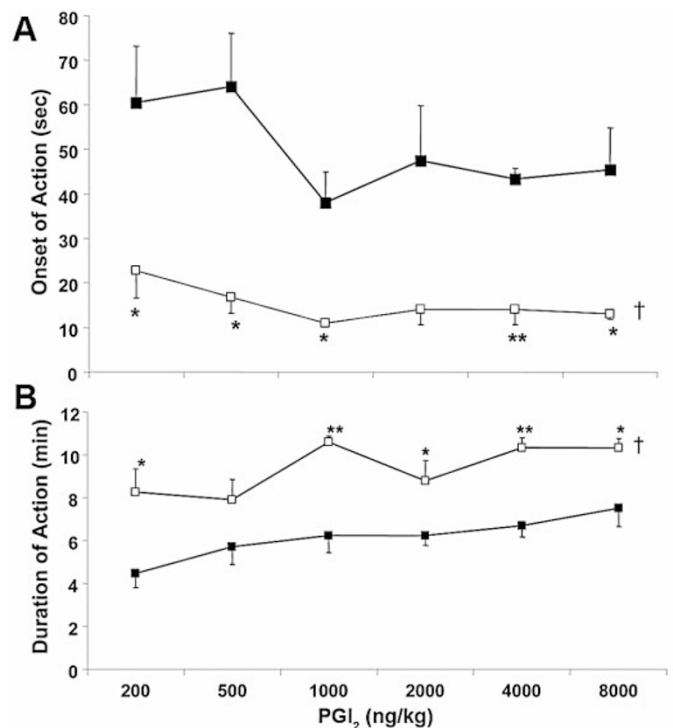 A
80
70
60
50
40
30
20
10
0
Onset of Action (sec)
* * * ** *
†
B
12
10
8
6
4
2
0
Duration of Action (min)
* ** * ** *
†
200 500 1000 2000 4000 8000
PGI₂ (ng/kg)